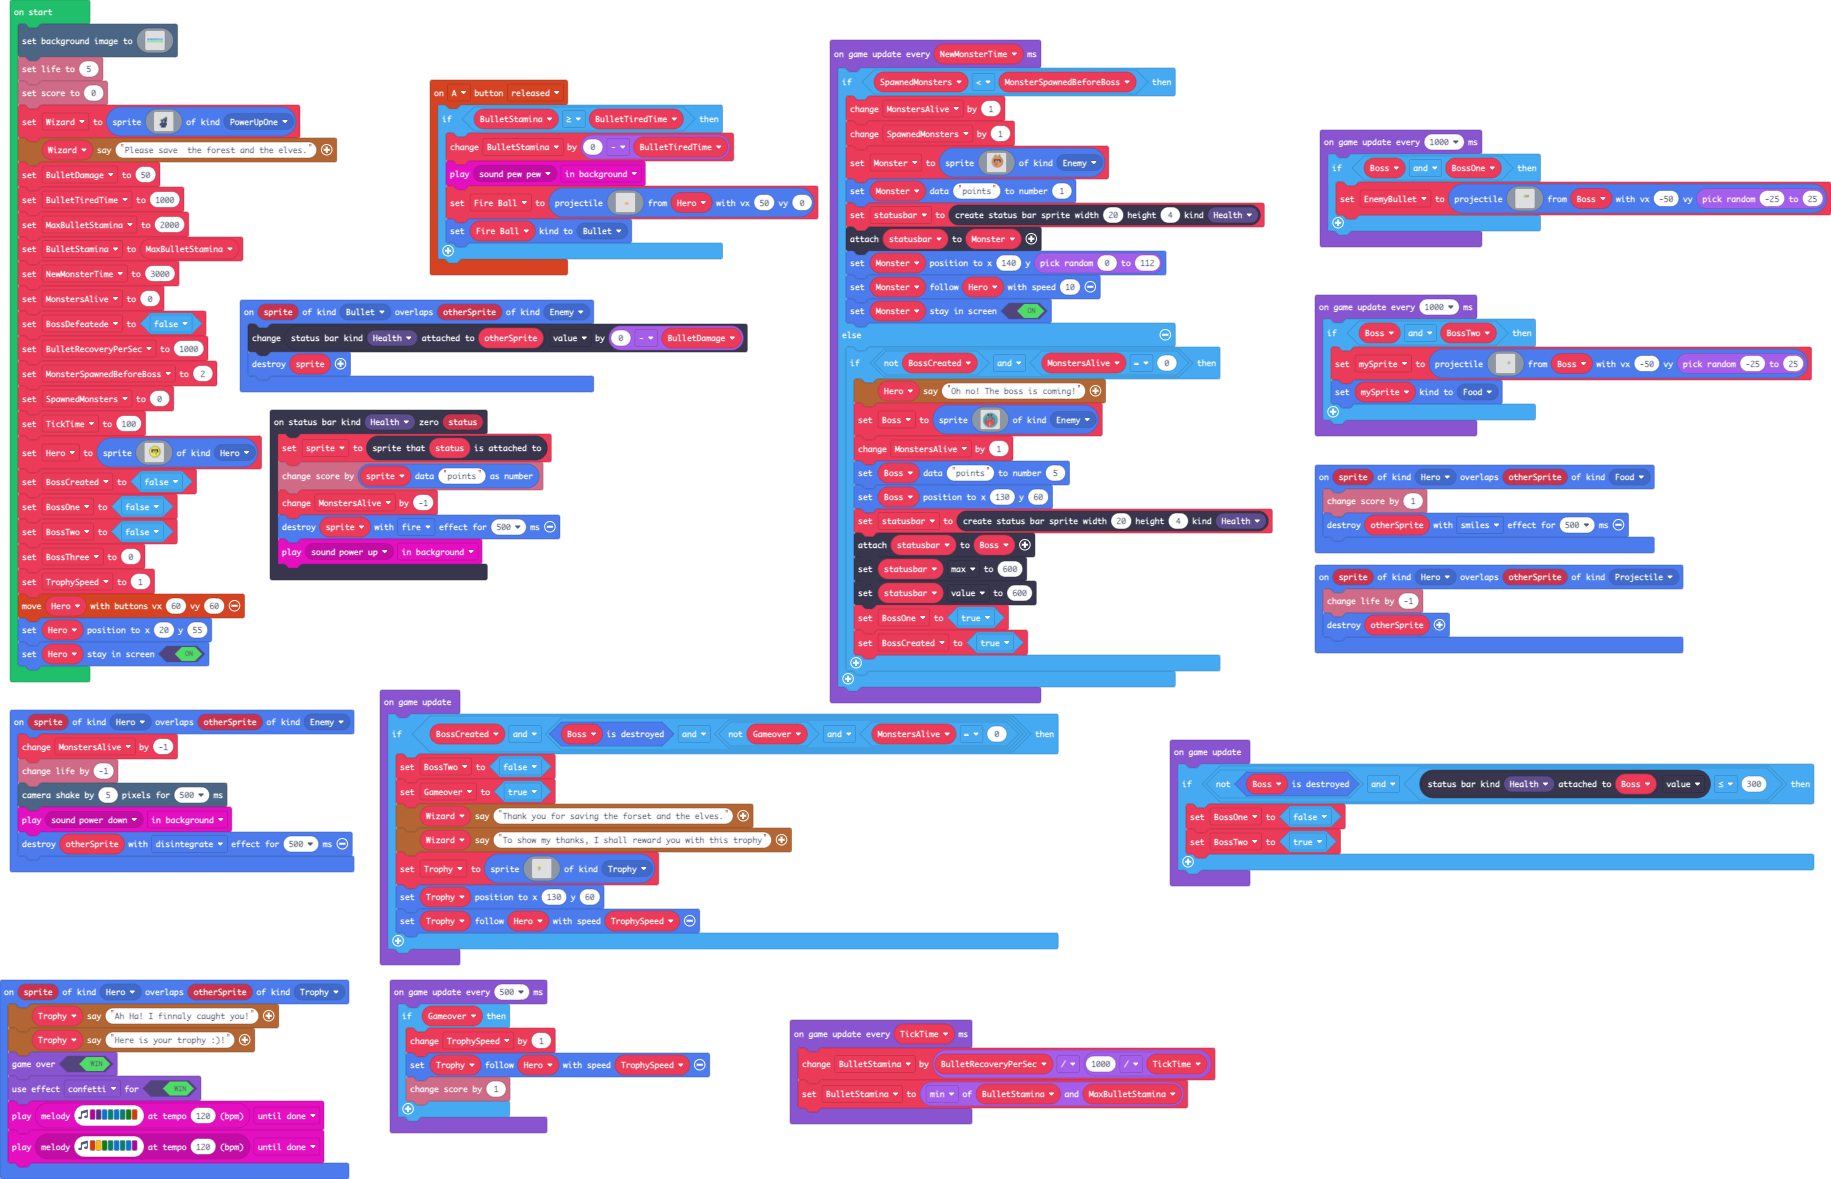 on start
set background image to
set life to 5
set score to 0
set Wizard to sprite of kind PowerUpOne
Wizard say "Please save the forest and the elves."
set BulletDamage to 50
set BulletTiredTime to 1000
set MaxBulletStamina to 2000
set BulletStamina to MaxBulletStamina
set NewMonsterTime to 3000
set MonstersAlive to 0
set BossDefeatede to false
set BulletRecoveryPerSec to 1000
set MonsterSpawnedBeforeBoss to 2
set SpawnedMonsters to 0
set TickTime to 100
set Hero to sprite of kind Hero
set BossCreated to false
set BossOne to false
set BossTwo to false
set BossThree to 0
set TrophySpeed to 1
move Hero with buttons vx 60 vy 60
set Hero position to x 20 y 55
set Hero stay in screen ON
on A button released
if BulletStamina ≥ BulletTiredTime then
change BulletStamina by 0 - BulletTiredTime
play sound pew pew in background
set Fire Ball to projectile from Hero with vx 50 vy 0
set Fire Ball kind to Bullet
on sprite of kind Bullet overlaps otherSprite of kind Enemy
change status bar kind Health attached to otherSprite value by 0 - BulletDamage
destroy sprite
on status bar kind Health zero status
set sprite to sprite that status is attached to
change score by sprite data "points" as number
change MonstersAlive by -1
destroy sprite with fire effect for 500 ms
play sound power up in background
on game update every NewMonsterTime ms
if SpawnedMonsters < MonsterSpawnedBeforeBoss then
change MonstersAlive by 1
change SpawnedMonsters by 1
set Monster to sprite of kind Enemy
set Monster data "points" to number 1
set statusbar to create status bar sprite width 20 height 4 kind Health
attach statusbar to Monster
set Monster position to x 140 y pick random 0 to 112
set Monster follow Hero with speed 10
set Monster stay in screen ON
else
if not BossCreated and MonstersAlive = 0 then
Hero say "Oh no! The boss is coming!"
set Boss to sprite of kind Enemy
change MonstersAlive by 1
set Boss data "points" to number 5
set Boss position to x 130 y 60
set statusbar to create status bar sprite width 20 height 4 kind Health
attach statusbar to Boss
set statusbar max to 600
set statusbar value to 600
set BossOne to true
set BossCreated to true
on game update every 1000 ms
if Boss and BossOne then
set EnemyBullet to projectile from Boss with vx -50 vy pick random -25 to 25
on game update every 1000 ms
if Boss and BossTwo then
set mySprite to projectile from Boss with vx -50 vy pick random -25 to 25
set mySprite kind to Food
on sprite of kind Hero overlaps otherSprite of kind Food
change score by 1
destroy otherSprite with smiles effect for 500 ms
on sprite of kind Hero overlaps otherSprite of kind Projectile
change life by -1
destroy otherSprite
on sprite of kind Hero overlaps otherSprite of kind Enemy
change MonstersAlive by -1
change life by -1
camera shake by 5 pixels for 500 ms
play sound power down in background
destroy otherSprite with disintegrate effect for 500 ms
on game update
if BossCreated and Boss is destroyed and not Gameover and MonstersAlive = 0 then
set BossTwo to false
set Gameover to true
Wizard say "Thank you for saving the forset and the elves."
Wizard say "To show my thanks, I shall reward you with this trophy"
set Trophy to sprite of kind Trophy
set Trophy position to x 130 y 60
set Trophy follow Hero with speed TrophySpeed
on game update
if not Boss is destroyed and status bar kind Health attached to Boss value ≤ 300 then
set BossOne to false
set BossTwo to true
on sprite of kind Hero overlaps otherSprite of kind Trophy
Trophy say "Ah Ha! I finnaly caught you!"
Trophy say "Here is your trophy :)!"
game over WIN
use effect confetti for WIN
play melody at tempo 120 (bpm) until done
play melody at tempo 120 (bpm) until done
on game update every 500 ms
if Gameover then
change TrophySpeed by 1
set Trophy follow Hero with speed TrophySpeed
change score by 1
on game update every TickTime ms
change BulletStamina by BulletRecoveryPerSec / 1000 / TickTime
set BulletStamina to min of BulletStamina and MaxBulletStamina